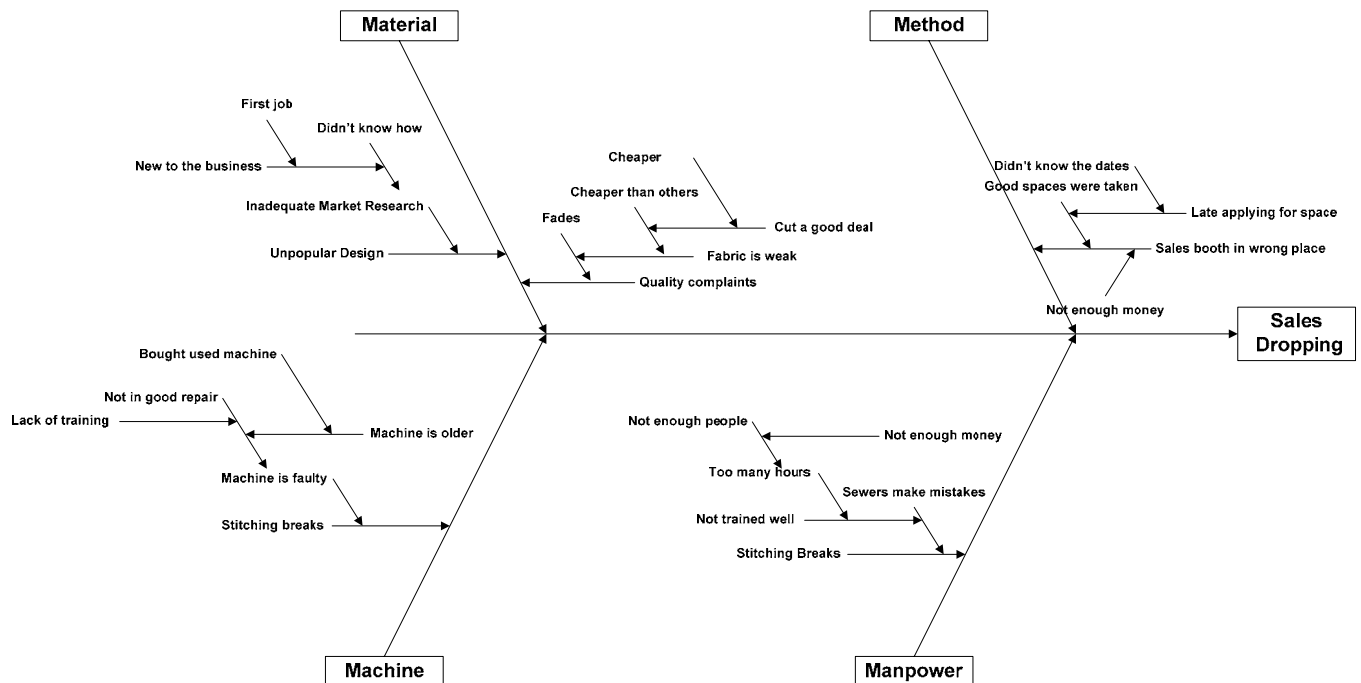 Material
Method
First job
Didn't know how
New to the business
Inadequate Market Research
Unpopular Design
Cheaper
Cheaper than others
Fades
Cut a good deal
Fabric is weak
Quality complaints
Didn't know the dates
Good spaces were taken
Late applying for space
Sales booth in wrong place
Not enough money
Sales
Dropping
Bought used machine
Not in good repair
Lack of training
Machine is older
Machine is faulty
Stitching breaks
Not enough people
Not enough money
Too many hours
Sewers make mistakes
Not trained well
Stitching Breaks
Machine
Manpower